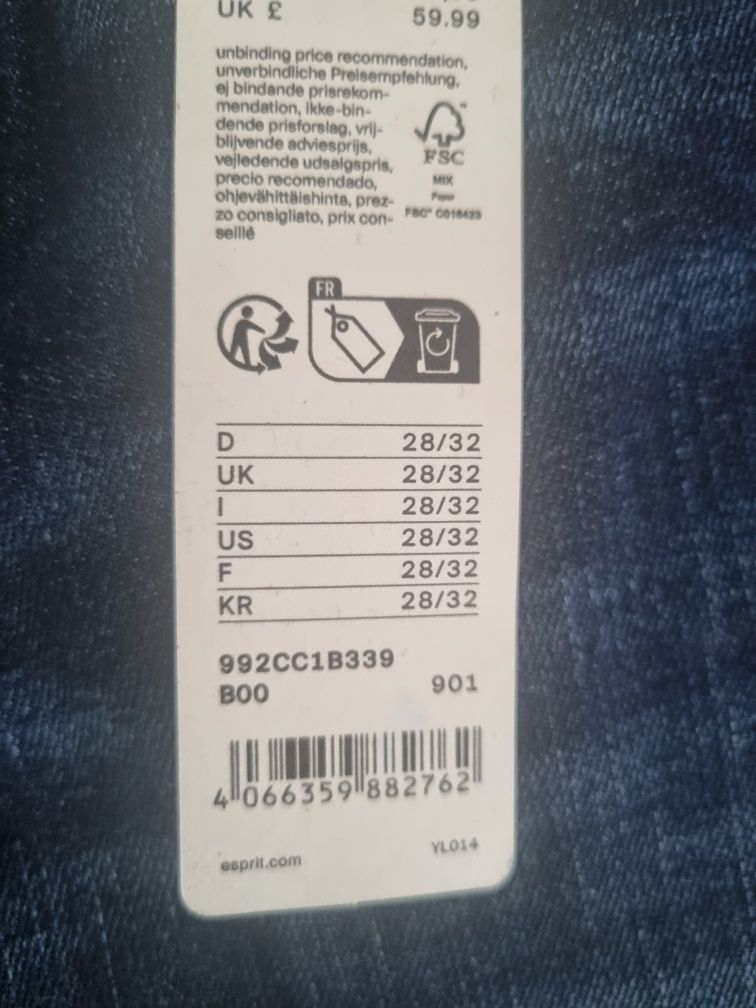 UK £ 59.99
unbinding price recommendation,
unverbindliche Preisempfehlung,
ej bindande prisrekom-
mendation, ikke-bin-
dende prisforslag, vrij-
blijvende adviesprijs,
vejledende udsalgspris,
precio recomendado,
ohjevähittäishinta, prez-
zo consigliato, prix con-
seillé
FSC
MIX
Paper
FSC® C016423
FR
D 28/32
UK 28/32
I 28/32
US 28/32
F 28/32
KR 28/32
992CC1B339
B00 901
4 066359 882762
esprit.com YL014